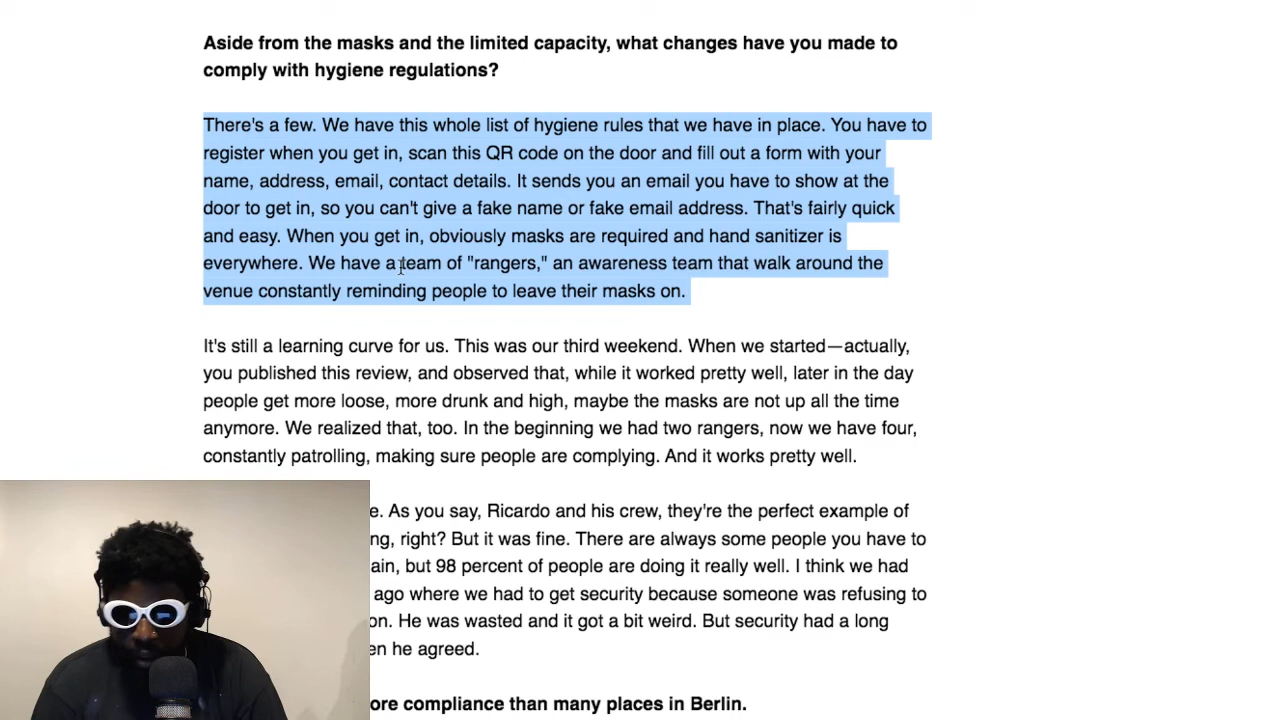 Aside from the masks and the limited capacity, what changes have you made to
comply with hygiene regulations?
There's a few. We have this whole list of hygiene rules that we have in place. You have to
register when you get in, scan this QR code on the door and fill out a form with your
name, address, email, contact details. It sends you an email you have to show at the
door to get in, so you can't give a fake name or fake email address. That's fairly quick
and easy. When you get in, obviously masks are required and hand sanitizer is
everywhere. We have a team of "rangers," an awareness team that walk around the
venue constantly reminding people to leave their masks on.
It's still a learning curve for us. This was our third weekend. When we started—actually,
you published this review, and observed that, while it worked pretty well, later in the day
people get more loose, more drunk and high, maybe the masks are not up all the time
anymore. We realized that, too. In the beginning we had two rangers, now we have four,
constantly patrolling, making sure people are complying. And it works pretty well.
e. As you say, Ricardo and his crew, they're the perfect example of
ng, right? But it was fine. There are always some people you have to
ain, but 98 percent of people are doing it really well. I think we had
ago where we had to get security because someone was refusing to
on. He was wasted and it got a bit weird. But security had a long
en he agreed.
ore compliance than many places in Berlin.